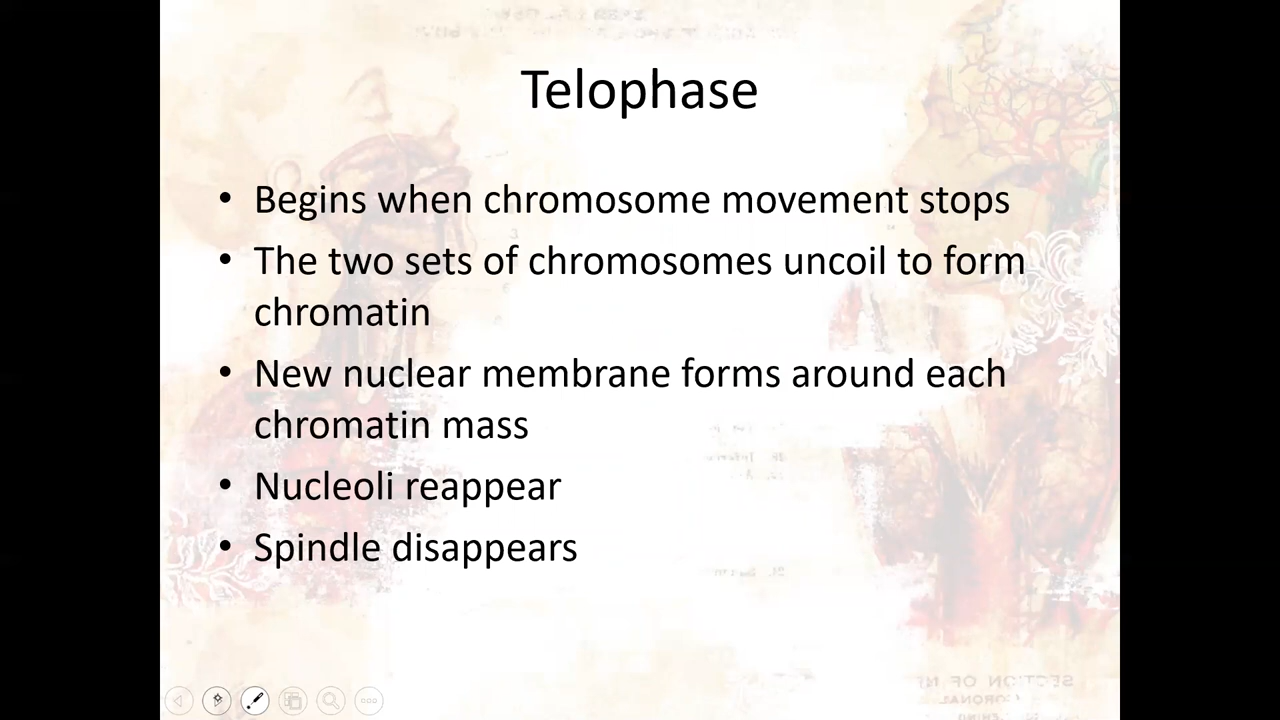 Telophase
• Begins when chromosome movement stops
• The two sets of chromosomes uncoil to form
chromatin
• New nuclear membrane forms around each
chromatin mass
• Nucleoli reappear
• Spindle disappears